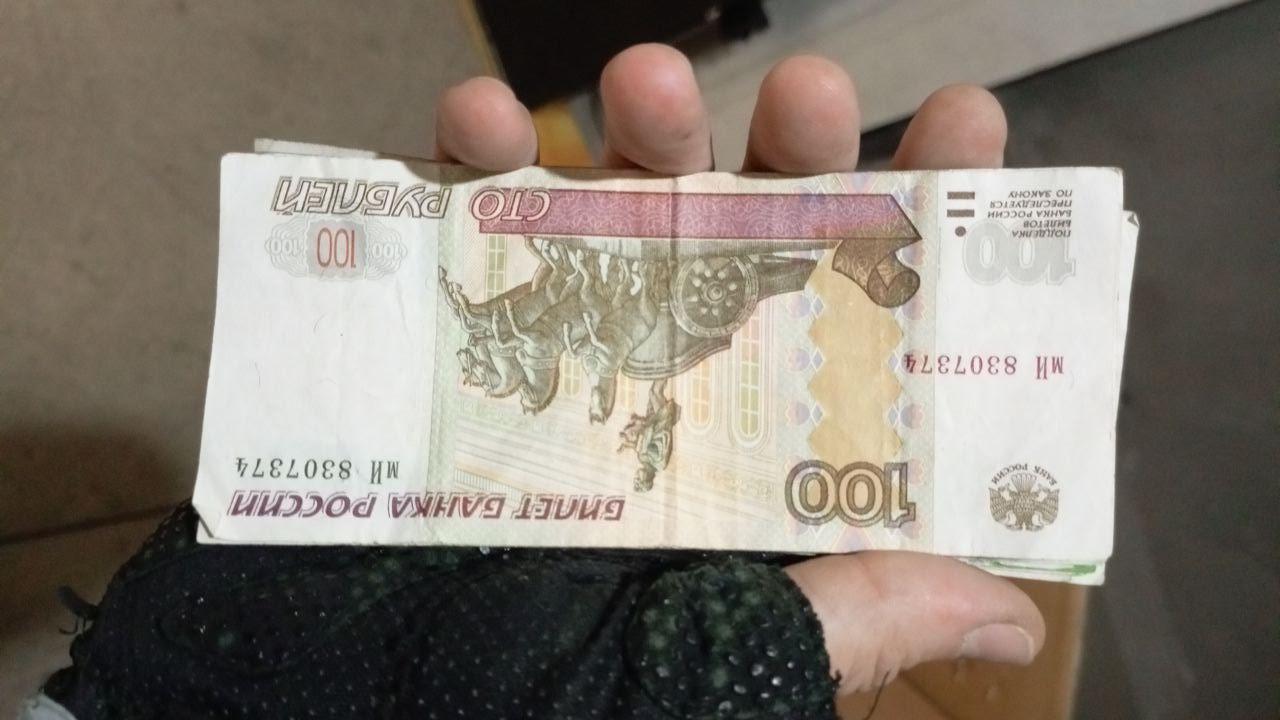 БАНК РОССИИ
100
БИЛЕТ БАНКА РОССИИ
мИ 8307374
мИ 8307374
100
ПОДДЕЛКА
БИЛЕТОВ
БАНКА РОССИИ
ПРЕСЛЕДУЕТСЯ
ПО ЗАКОНУ
100 100 100
СТО РУБЛЕЙ